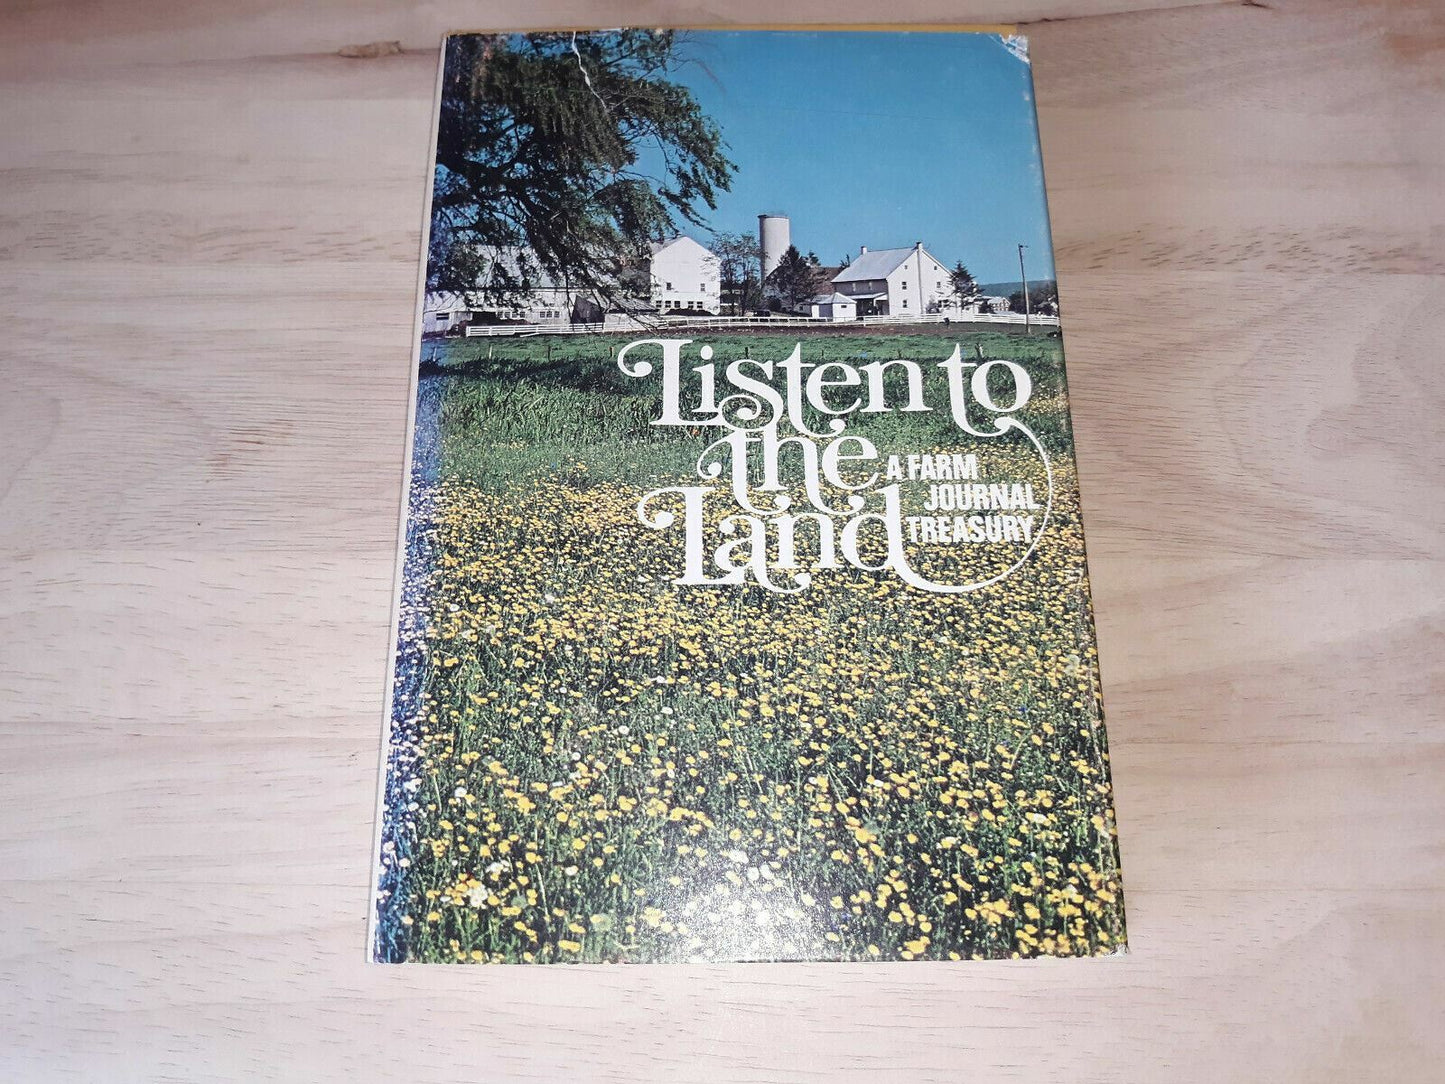 Listen to
the
Land
A FARM
JOURNAL
TREASURY